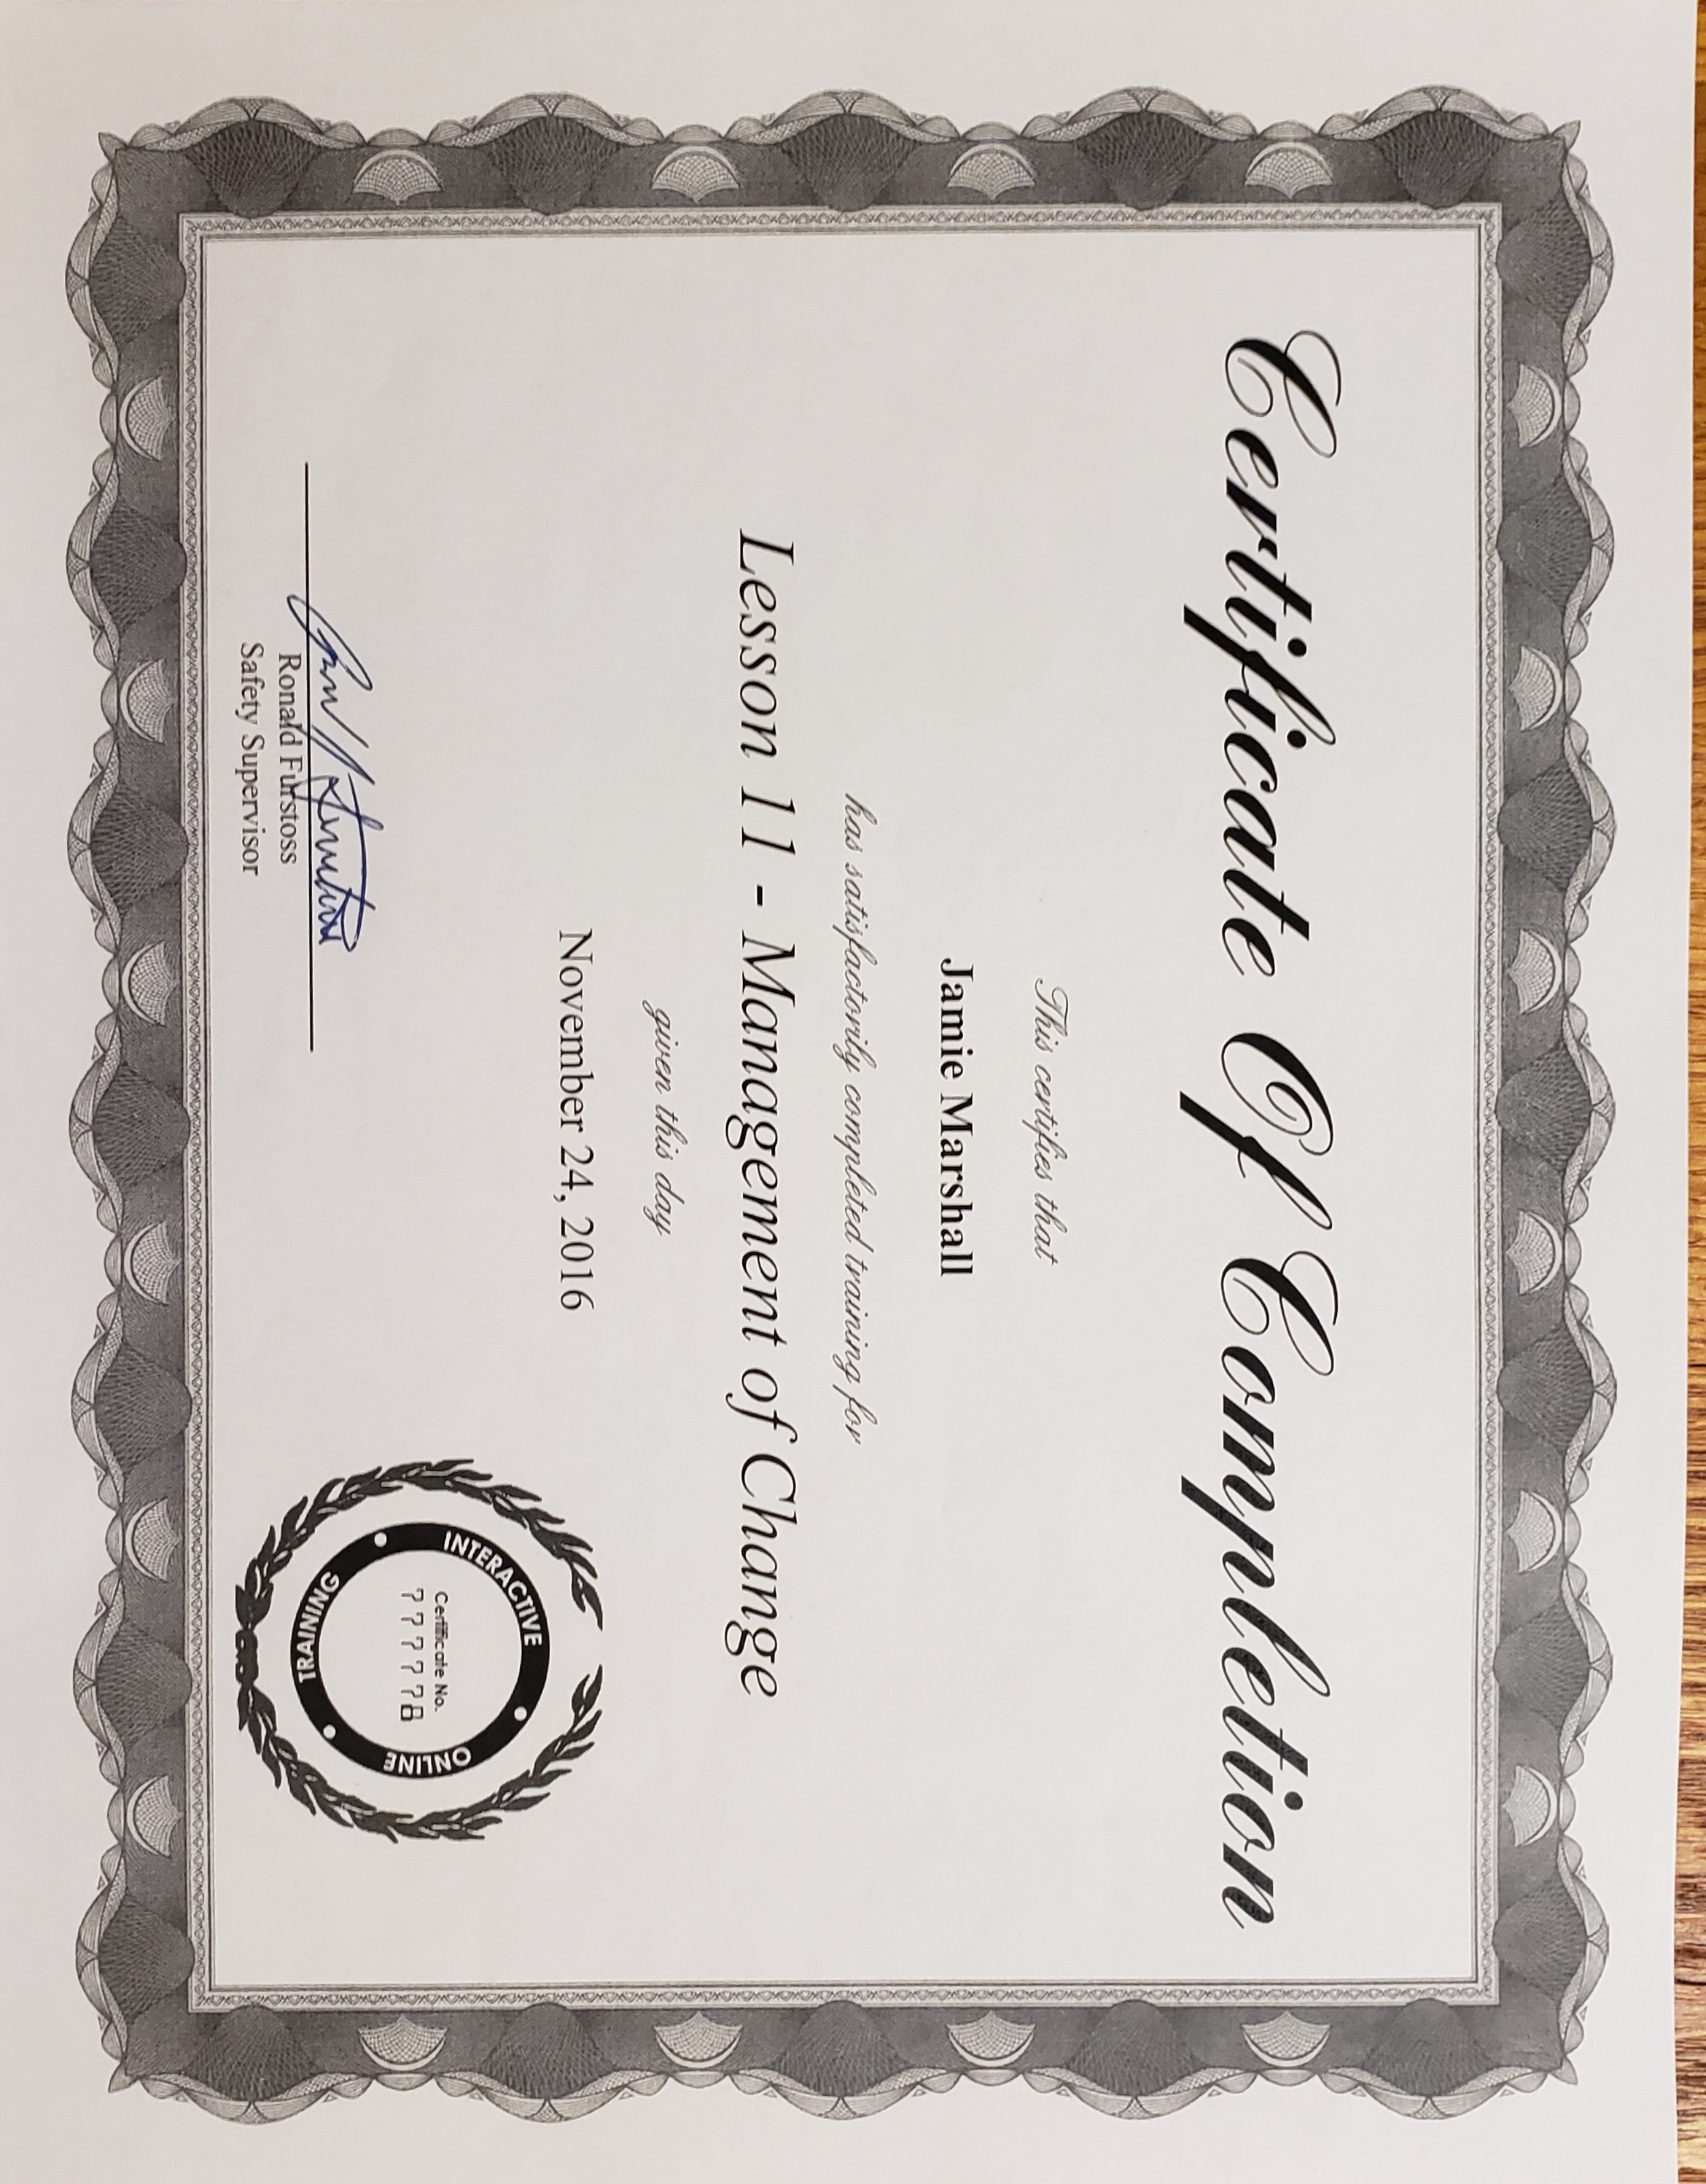 Certificate Of Completion
This certifies that
Jamie Marshall
has satisfactorily completed training for
Lesson 11 - Management of Change
given this day
November 24, 2016
INTERACTIVE ONLINE TRAINING
Certificate No.
777778
Ronald Furstoss
Safety Supervisor